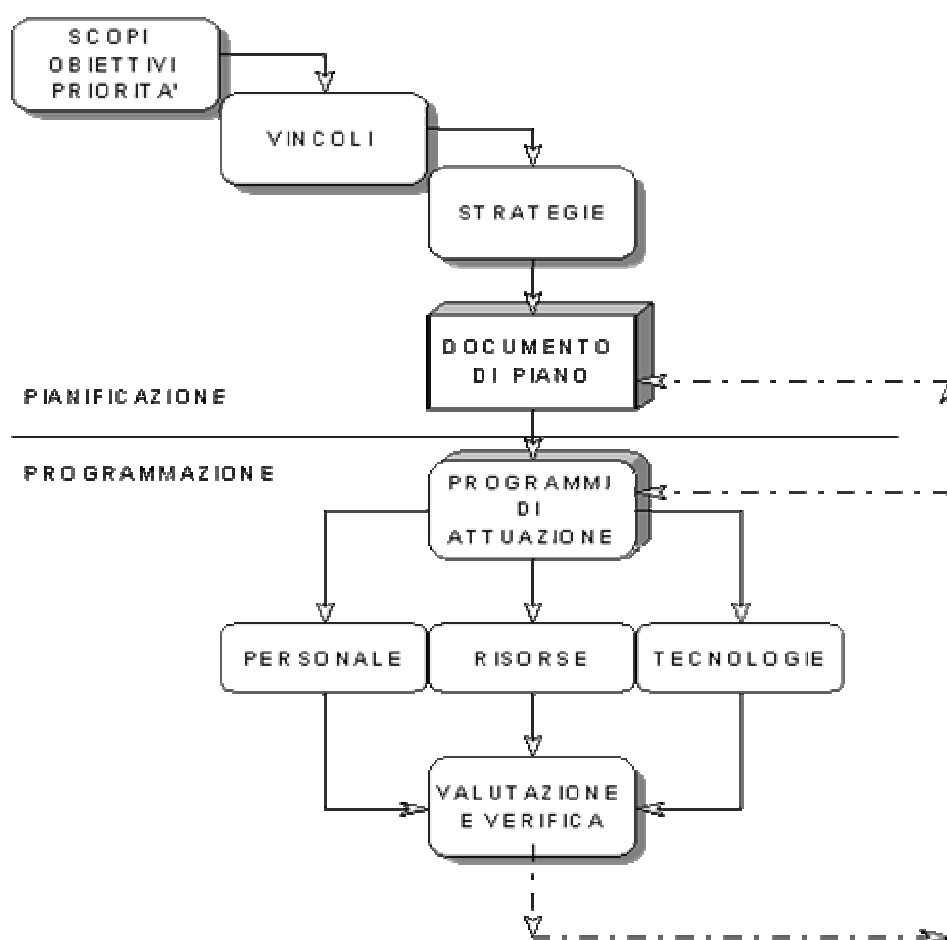 SCOPI
OBIETTIVI
PRIORITA'
VINCOLI
STRATEGIE
DOCUMENTO
DI PIANO
PIANIFICAZIONE
PROGRAMMAZIONE
PROGRAMMI
DI
ATTUAZIONE
PERSONALE
RISORSE
TECNOLOGIE
VALUTAZIONE
E VERIFICA